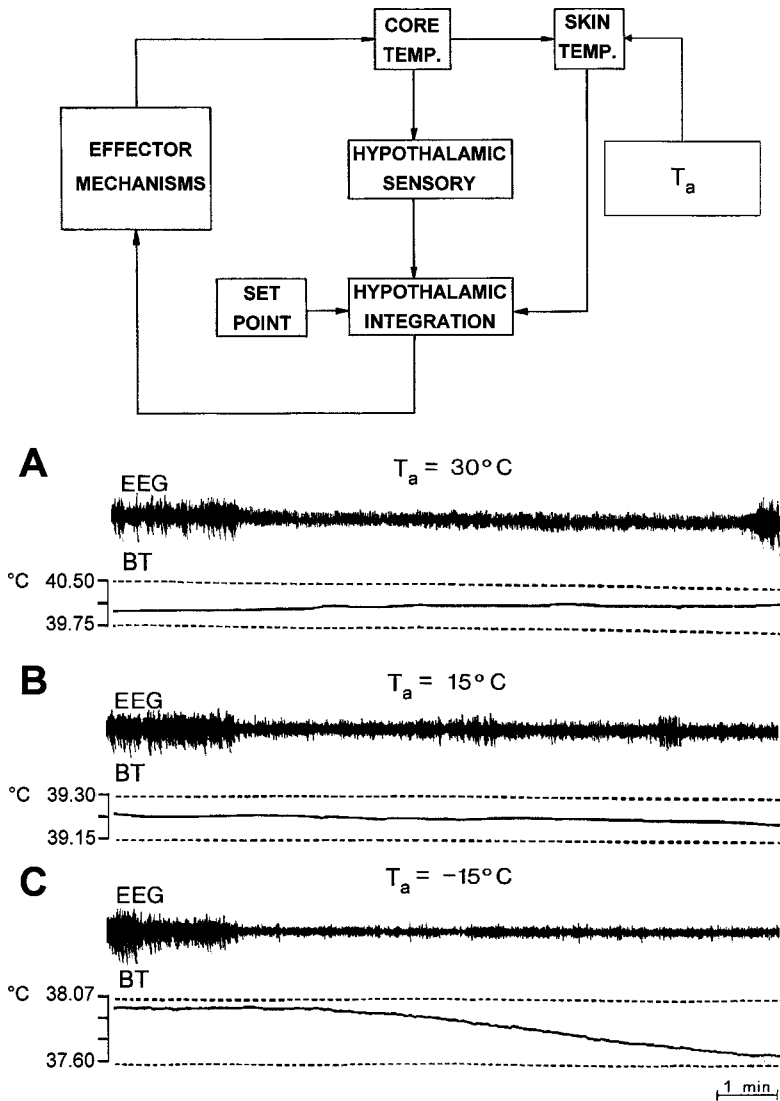 CORE
TEMP.
SKIN
TEMP.
EFFECTOR
MECHANISMS
HYPOTHALAMIC
SENSORY
Ta
SET
POINT
HYPOTHALAMIC
INTEGRATION
A
Ta = 30°C
EEG
BT
°C 40.50
39.75
B
Ta = 15°C
EEG
BT
°C 39.30
39.15
C
Ta = -15°C
EEG
BT
°C 38.07
37.60
1 min